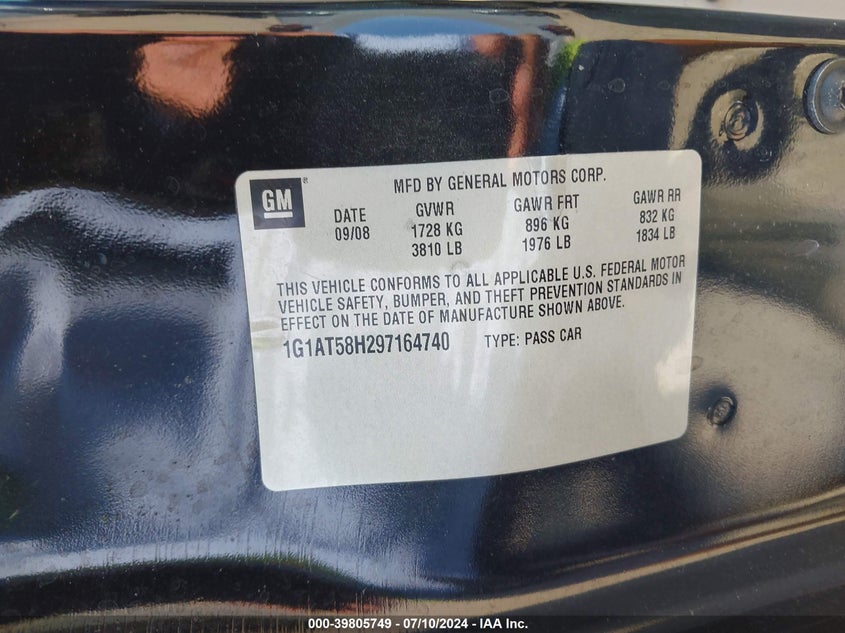 GM ®
MFD BY GENERAL MOTORS CORP.
DATE GVWR GAWR FRT GAWR RR
09/08 1728 KG 896 KG 832 KG
3810 LB 1976 LB 1834 LB
THIS VEHICLE CONFORMS TO ALL APPLICABLE U.S. FEDERAL MOTOR
VEHICLE SAFETY, BUMPER, AND THEFT PREVENTION STANDARDS IN
EFFECT ON THE DATE OF MANUFACTURE SHOWN ABOVE.
1G1AT58H297164740 TYPE: PASS CAR
000-39805749 - 07/10/2024 - IAA Inc.